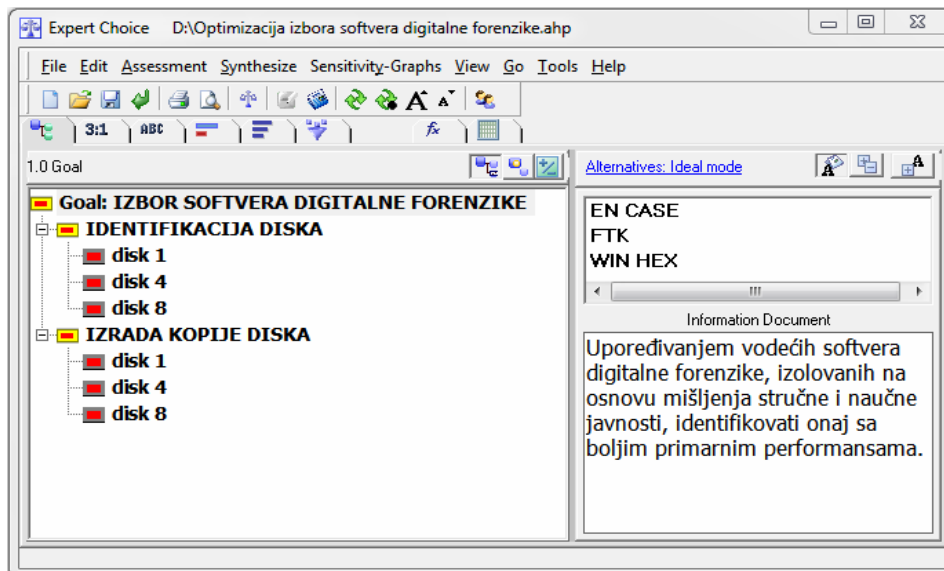 Expert Choice D:\Optimizacija izbora softvera digitalne forenzike.ahp
File Edit Assessment Synthesize Sensitivity-Graphs View Go Tools Help
3:1 ABC fx
1.0 Goal
Goal: IZBOR SOFTVERA DIGITALNE FORENZIKE
IDENTIFIKACIJA DISKA
disk 1
disk 4
disk 8
IZRADA KOPIJE DISKA
disk 1
disk 4
disk 8
Alternatives: Ideal mode
EN CASE
FTK
WIN HEX
Information Document
Upoređivanjem vodećih softvera
digitalne forenzike, izolovanih na
osnovu mišljenja stručne i naučne
javnosti, identifikovati onaj sa
boljim primarnim performansama.